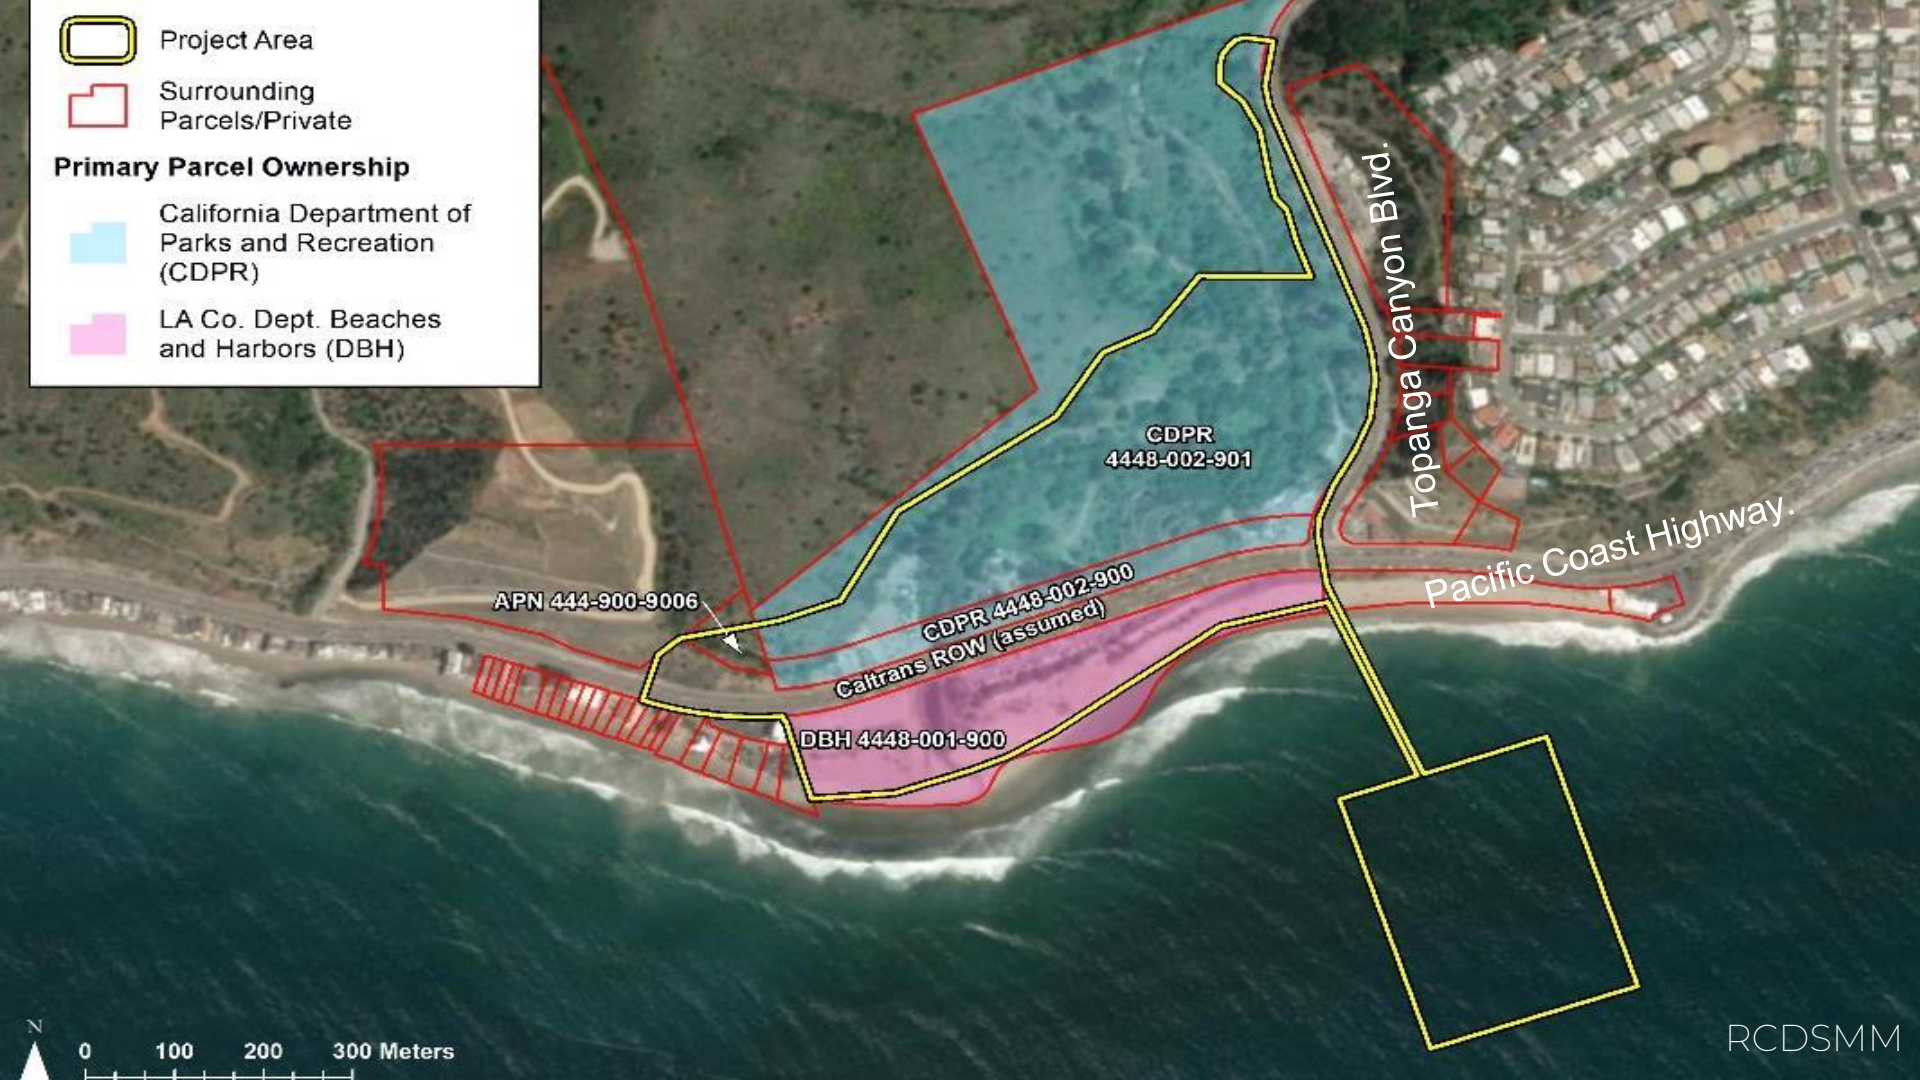 Project Area
Surrounding
Parcels/Private
Primary Parcel Ownership
California Department of
Parks and Recreation
(CDPR)
LA Co. Dept. Beaches
and Harbors (DBH)
Topanga Canyon Blvd.
CDPR
4448-002-901
Pacific Coast Highway.
APN 444-900-9006
CDPR 4448-002-900
Caltrans ROW (assumed)
DBH 4448-001-900
N
0 100 200 300 Meters
RCDSMM